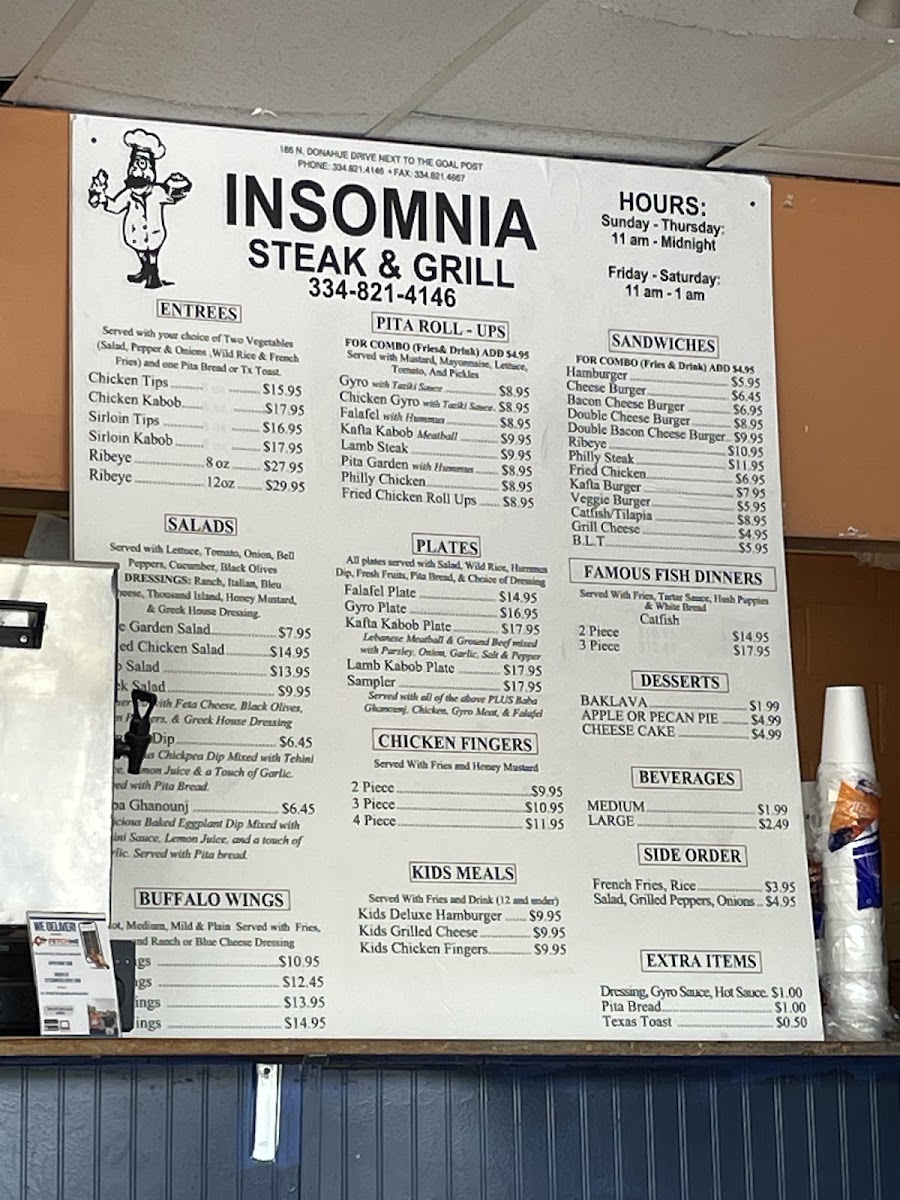 186 N. DONAHUE DRIVE NEXT TO THE GOAL POST
PHONE: 334.821.4146 • FAX: 334.821.4667
INSOMNIA
STEAK & GRILL
334-821-4146
HOURS:
Sunday - Thursday:
11 am - Midnight
Friday - Saturday:
11 am - 1 am
ENTREES
Served with your choice of Two Vegetables
(Salad, Pepper & Onions ,Wild Rice & French
Fries) and one Pita Bread or Tx Toast.
Chicken Tips $15.95
Chicken Kabob $17.95
Sirloin Tips $16.95
Sirloin Kabob $17.95
Ribeye 8 oz $27.95
Ribeye 12oz $29.95
SALADS
Served with Lettuce, Tomato, Onion, Bell
Peppers, Cucumber, Black Olives
DRESSINGS: Ranch, Italian, Bleu
Thousand Island, Honey Mustard,
& Greek House Dressing.
Garden Salad $7.95
Chicken Salad $14.95
Salad $13.95
Salad $9.95
with Feta Cheese, Black Olives,
& Greek House Dressing
Dip $6.45
Chickpea Dip Mixed with Tehini
Juice & a Touch of Garlic.
with Pita Bread.
Ghanounj $6.45
Baked Eggplant Dip Mixed with
Sauce, Lemon Juice, and a touch of
Served with Pita bread.
BUFFALO WINGS
Medium, Mild & Plain Served with Fries,
Ranch or Blue Cheese Dressing
$10.95
$12.45
$13.95
$14.95
PITA ROLL - UPS
FOR COMBO (Fries& Drink) ADD $4.95
Served with Mustard, Mayonnaise, Lettuce,
Tomato, And Pickles
Gyro with Taziki Sauce $8.95
Chicken Gyro with Taziki Sauce. $8.95
Falafel with Hummus $8.95
Kafta Kabob Meatball $9.95
Lamb Steak $9.95
Pita Garden with Hummus $8.95
Philly Chicken $8.95
Fried Chicken Roll Ups $8.95
PLATES
All plates served with Salad, Wild Rice, Hummus
Dip, Fresh Fruits, Pita Bread, & Choice of Dressing
Falafel Plate $14.95
Gyro Plate $16.95
Kafta Kabob Plate $17.95
Lebanese Meatball & Ground Beef mixed
with Parsley, Onion, Garlic, Salt & Pepper
Lamb Kabob Plate $17.95
Sampler $17.95
Served with all of the above PLUS Baba
Ghanounj, Chicken, Gyro Meat, & Falafel
CHICKEN FINGERS
Served With Fries and Honey Mustard
2 Piece $9.95
3 Piece $10.95
4 Piece $11.95
KIDS MEALS
Served With Fries and Drink (12 and under)
Kids Deluxe Hamburger $9.95
Kids Grilled Cheese $9.95
Kids Chicken Fingers $9.95
SANDWICHES
FOR COMBO (Fries & Drink) ADD $4.95
Hamburger $5.95
Cheese Burger $6.45
Bacon Cheese Burger $6.95
Double Cheese Burger $8.95
Double Bacon Cheese Burger $9.95
Ribeye $10.95
Philly Steak $11.95
Fried Chicken $6.95
Kafta Burger $7.95
Veggie Burger $5.95
Catfish/Tilapia $8.95
Grill Cheese $4.95
B.L.T $5.95
FAMOUS FISH DINNERS
Served With Fries, Tartar Sauce, Hush Puppies
& White Bread
Catfish
2 Piece $14.95
3 Piece $17.95
DESSERTS
BAKLAVA $1.99
APPLE OR PECAN PIE $4.99
CHEESE CAKE $4.99
BEVERAGES
MEDIUM $1.99
LARGE $2.49
SIDE ORDER
French Fries, Rice $3.95
Salad, Grilled Peppers, Onions $4.95
EXTRA ITEMS
Dressing, Gyro Sauce, Hot Sauce. $1.00
Pita Bread $1.00
Texas Toast $0.50
WE DELIVER!